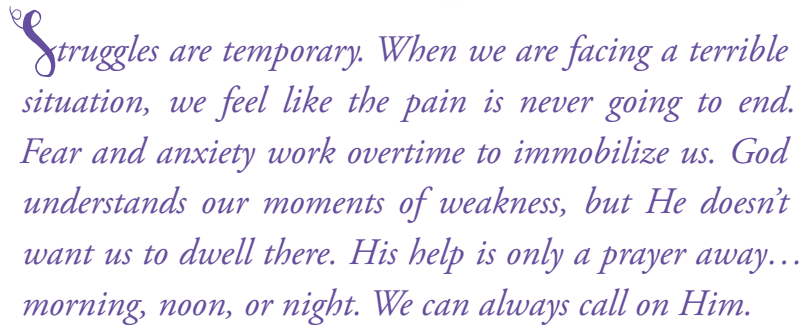 Struggles are temporary. When we are facing a terrible
situation, we feel like the pain is never going to end.
Fear and anxiety work overtime to immobilize us. God
understands our moments of weakness, but He doesn’t
want us to dwell there. His help is only a prayer away…
morning, noon, or night. We can always call on Him.